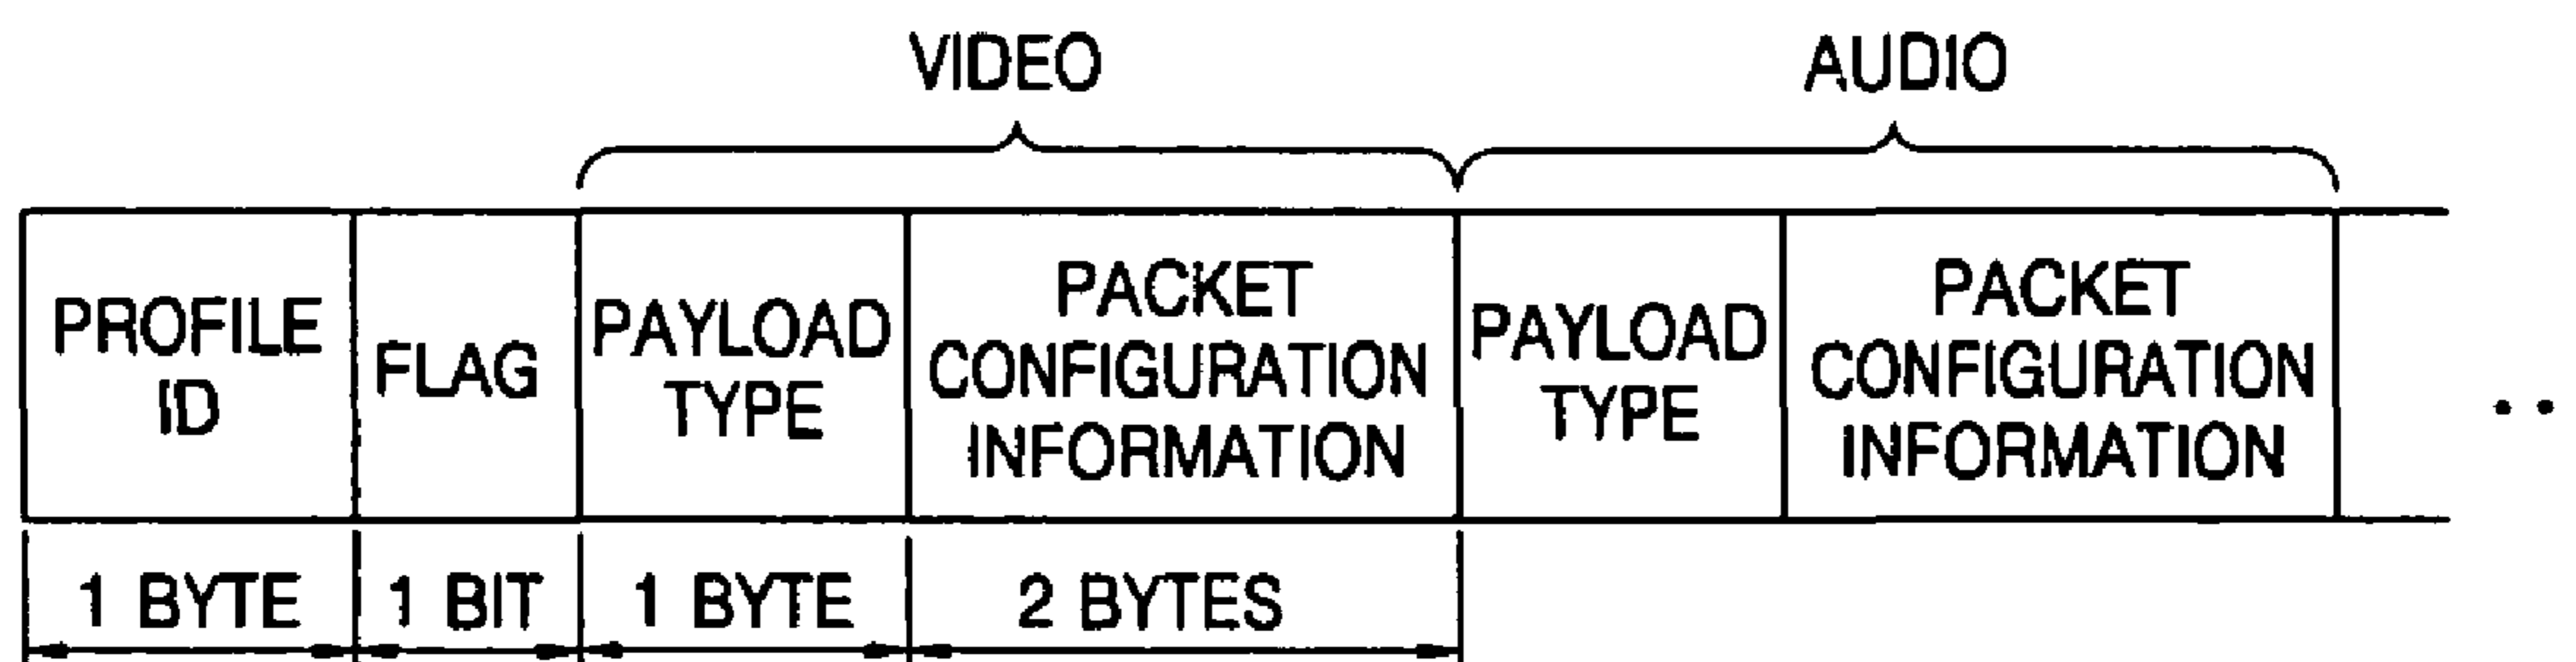 VIDEO AUDIO
PROFILE
ID
FLAG
PAYLOAD
TYPE
PACKET
CONFIGURATION
INFORMATION
PAYLOAD
TYPE
PACKET
CONFIGURATION
INFORMATION
..
1 BYTE 1 BIT 1 BYTE 2 BYTES